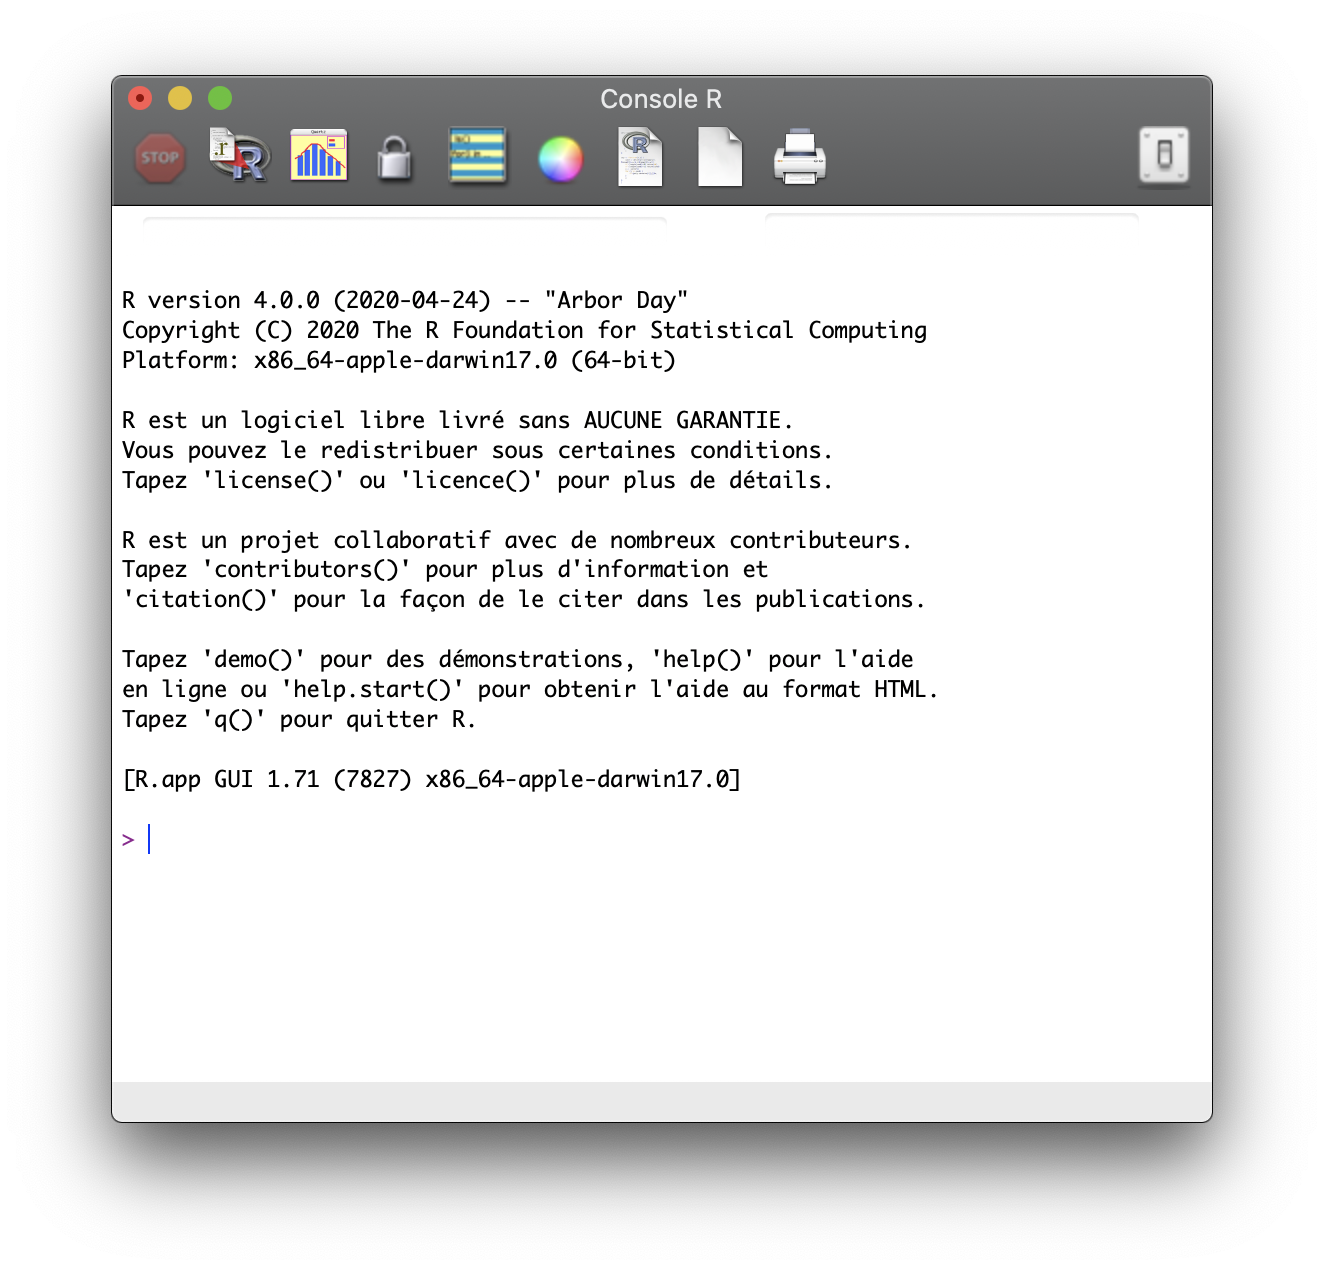 Console R
STOP
R version 4.0.0 (2020-04-24) -- "Arbor Day"
Copyright (C) 2020 The R Foundation for Statistical Computing
Platform: x86_64-apple-darwin17.0 (64-bit)
R est un logiciel libre livré sans AUCUNE GARANTIE.
Vous pouvez le redistribuer sous certaines conditions.
Tapez 'license()' ou 'licence()' pour plus de détails.
R est un projet collaboratif avec de nombreux contributeurs.
Tapez 'contributors()' pour plus d'information et
'citation()' pour la façon de le citer dans les publications.
Tapez 'demo()' pour des démonstrations, 'help()' pour l'aide
en ligne ou 'help.start()' pour obtenir l'aide au format HTML.
Tapez 'q()' pour quitter R.
[R.app GUI 1.71 (7827) x86_64-apple-darwin17.0]
>